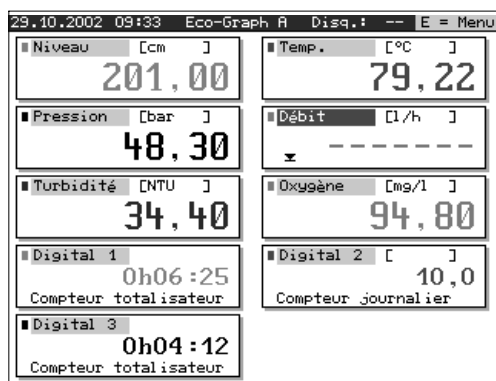 29.10.2002 09:33 Eco-Graph A Disq.: -- E = Menu
Niveau [cm ]
201,00
Temp. [°C ]
79,22
Pression [bar ]
48,30
Débit [l/h ]
-------
Turbidité [NTU ]
34,40
Oxygène [mg/l ]
94,80
Digital 1
0h06:25
Compteur totalisateur
Digital 2 [ ]
10,0
Compteur journalier
Digital 3
0h04:12
Compteur totalisateur